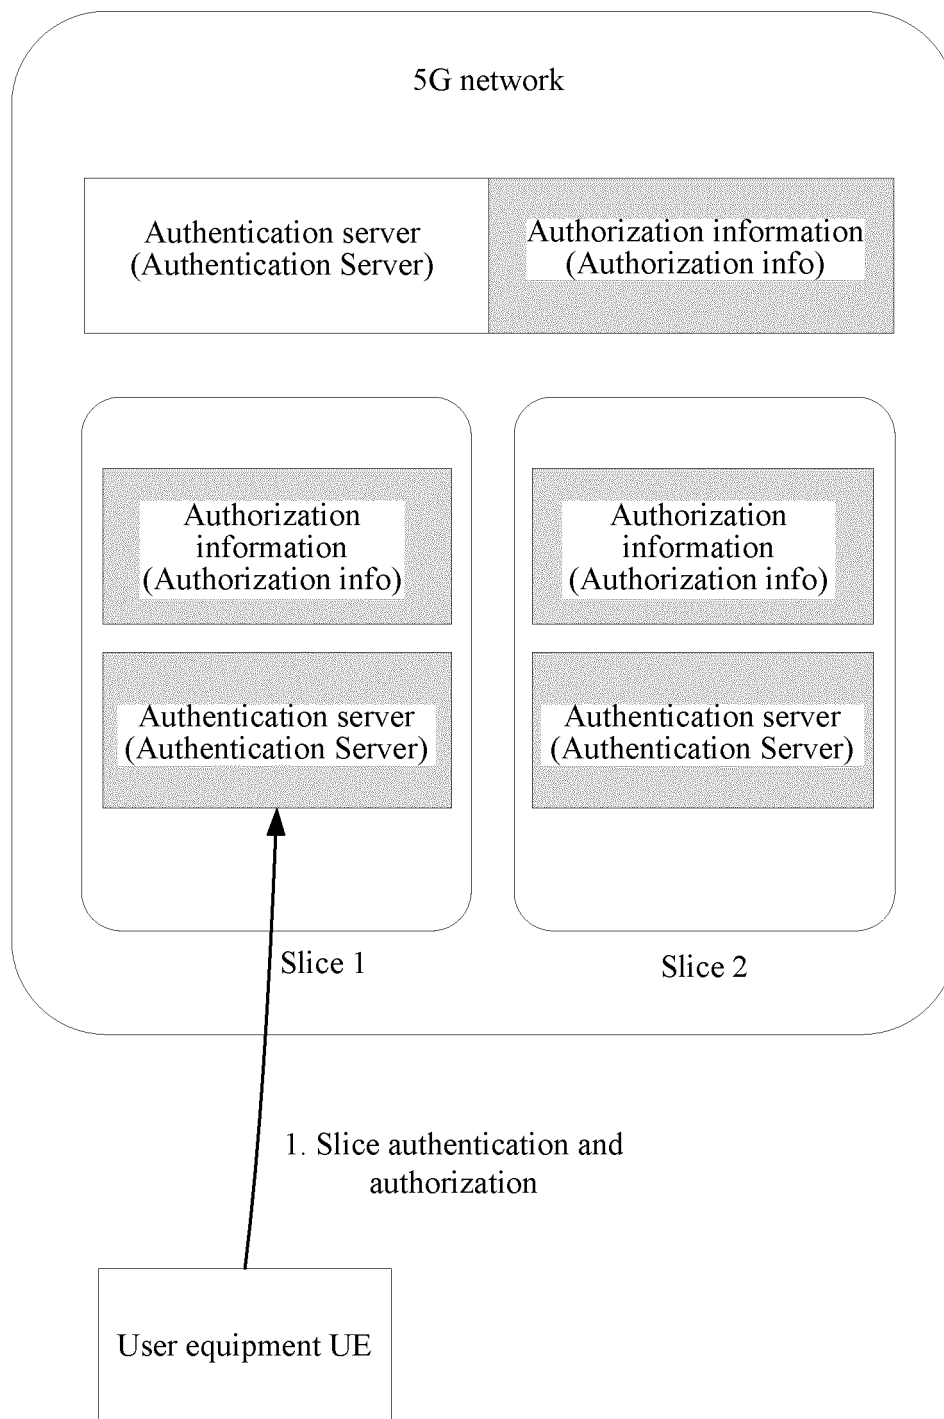 5G network
Authentication server
(Authentication Server)
Authorization information
(Authorization info)
Authorization
information
(Authorization info)
Authentication server
(Authentication Server)
Slice 1
Authorization
information
(Authorization info)
Authentication server
(Authentication Server)
Slice 2
1. Slice authentication and
authorization
User equipment UE